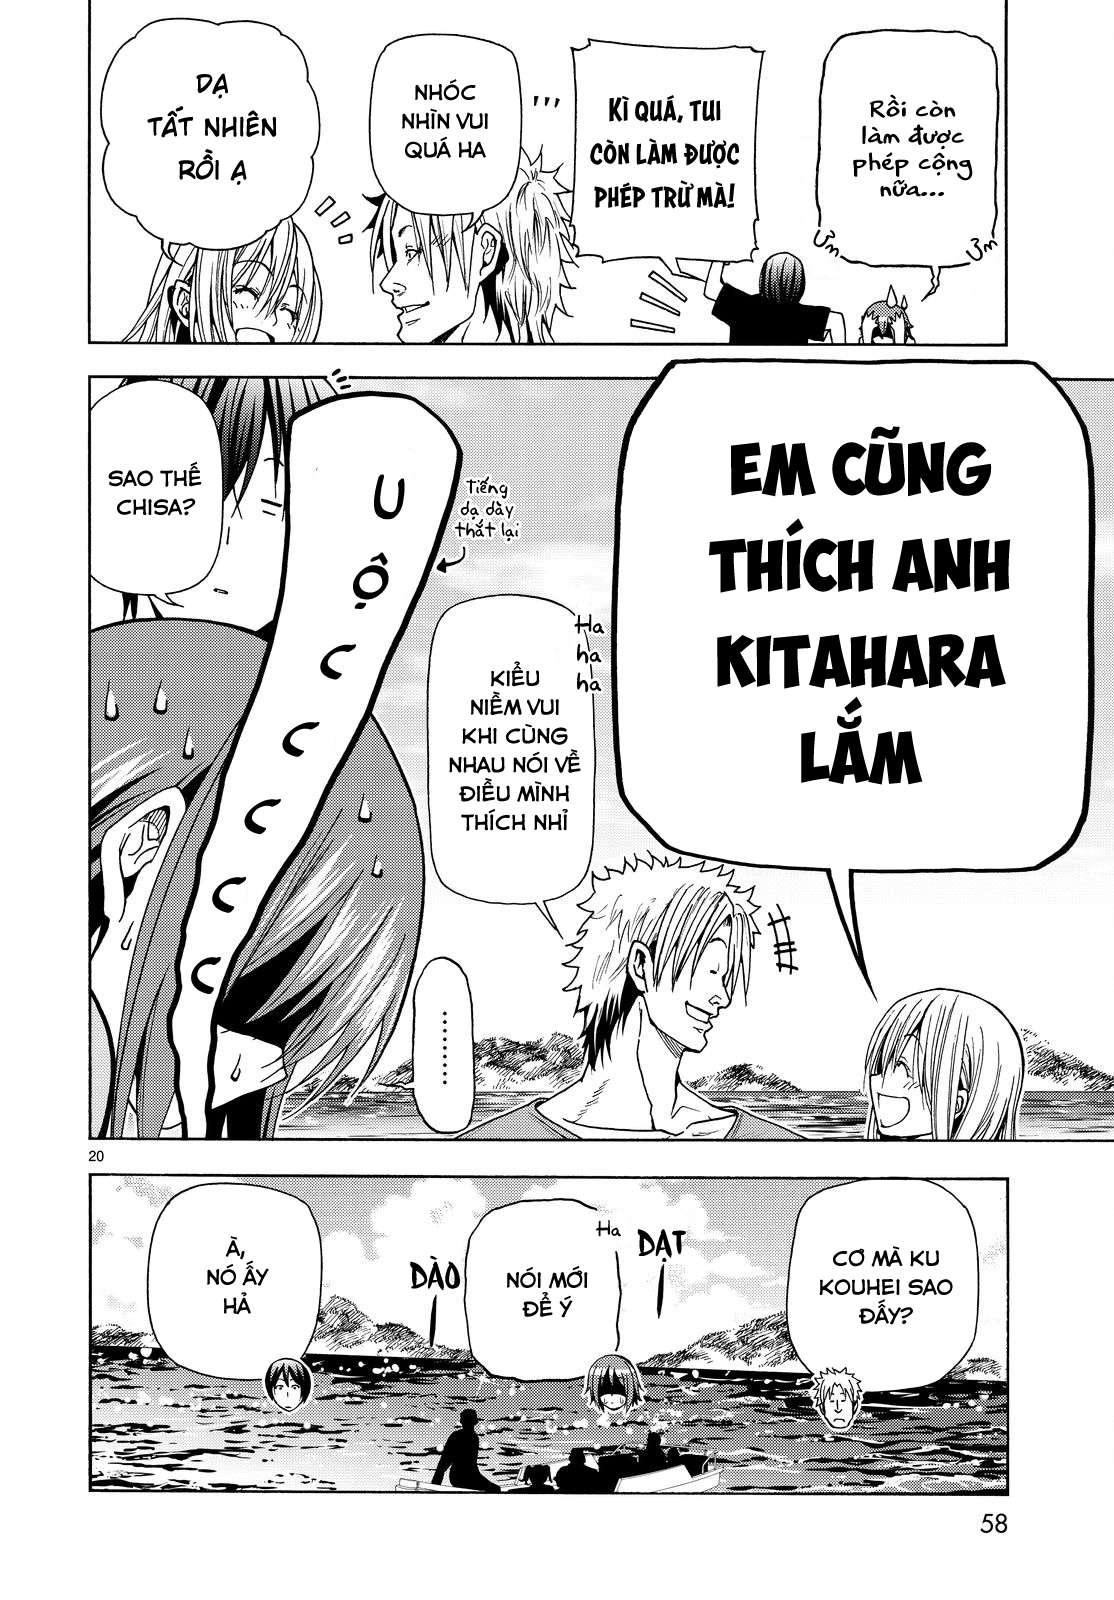 Rồi còn
làm được
phép cộng
nữa...
Ửm
Ửm
KÌ QUÁ, TUI
CÒN LÀM ĐƯỢC
PHÉP TRỪ MÀ!
NHÓC
NHÌN VUI
QUÁ HA
DẠ
TẤT NHIÊN
RỒI Ạ
EM CŨNG
THÍCH ANH
KITAHARA
LẮM
Ha
ha
ha
KIỂU
NIỀM VUI
KHI CÙNG
NHAU NÓI VỀ
ĐIỀU MÌNH
THÍCH NHỈ
Tiếng
dạ dày
thắt lại
U
Ộ
C
C
C
C
C
SAO THẾ
CHISA?
.........
20
CƠ MÀ KU
KOUHEI SAO
ĐẤY?
DẠT
Ha
NÓI MỚI
ĐỂ Ý
DÀO
À,
NÓ ẤY
HẢ
58